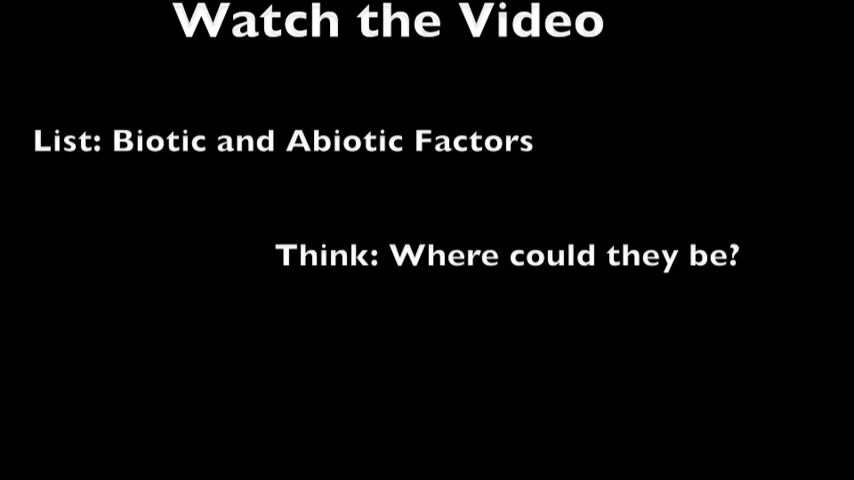 Watch the Video
List: Biotic and Abiotic Factors
Think: Where could they be?